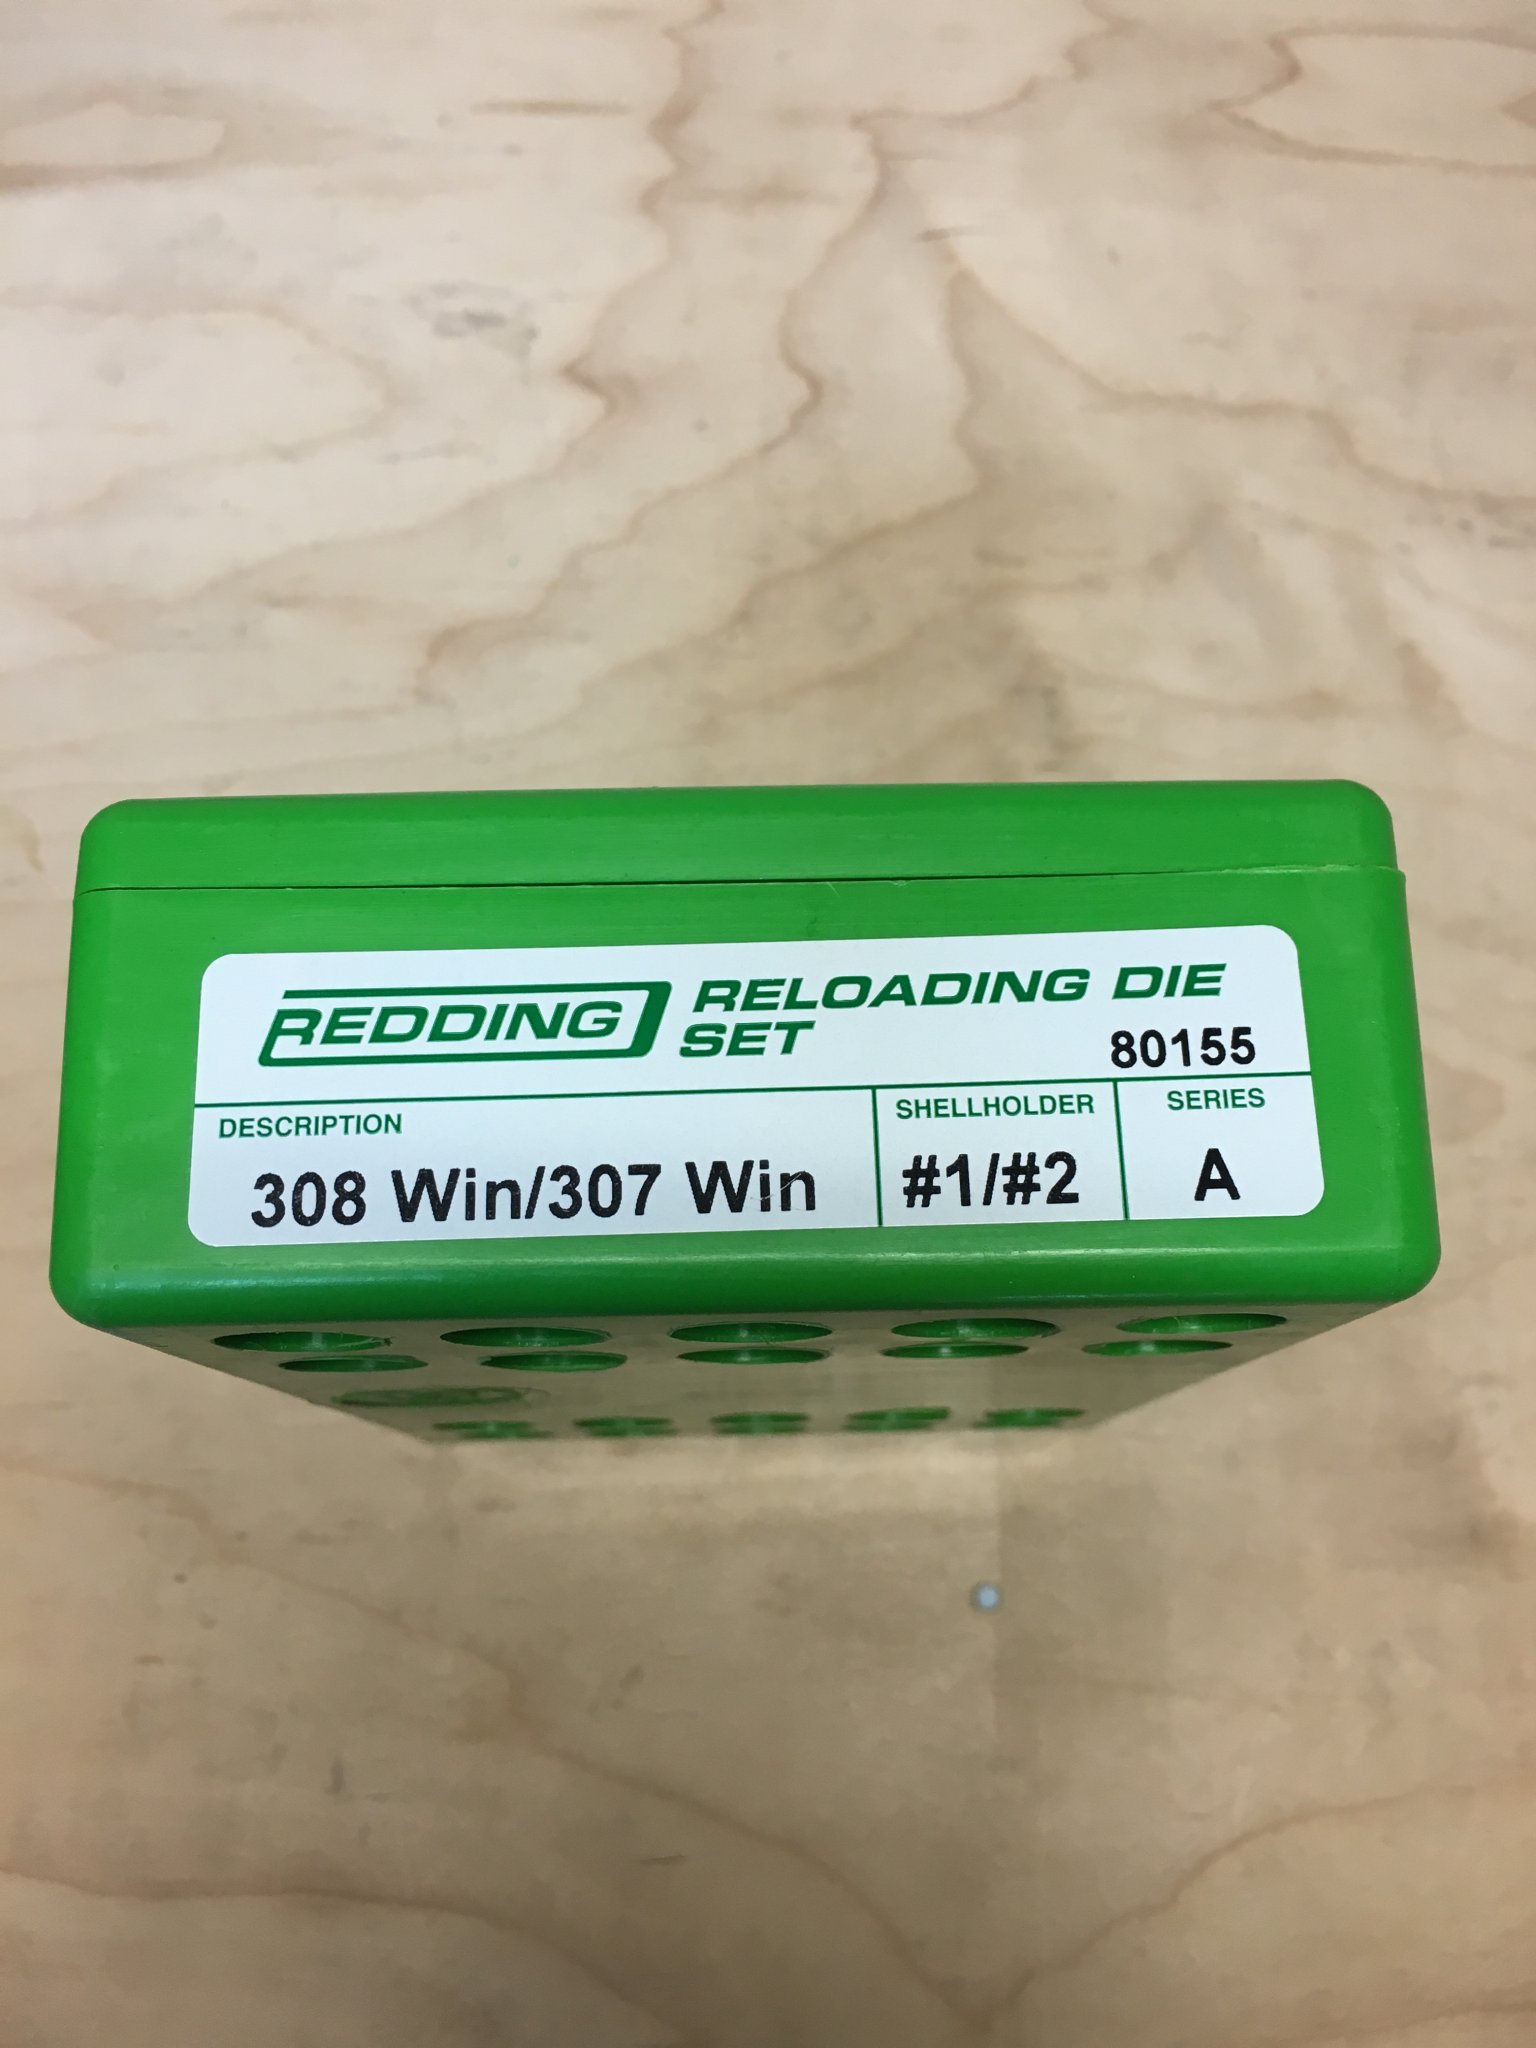 REDDING RELOADING DIE
SET
80155
DESCRIPTION SHELLHOLDER SERIES
308 Win/307 Win #1/#2 A